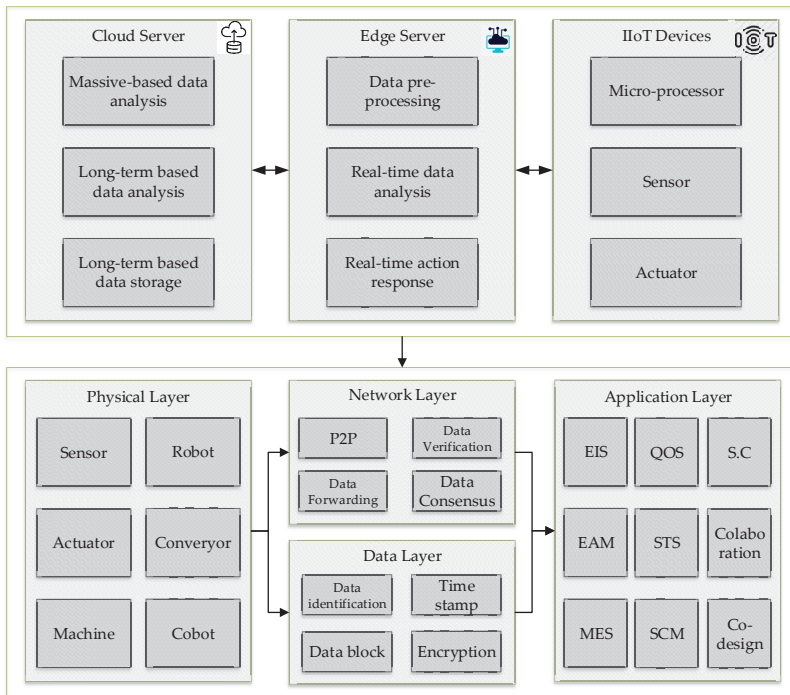 Cloud Server
Massive-based data
analysis
Long-term based
data analysis
Long-term based
data storage
Edge Server
Data pre-
processing
Real-time data
analysis
Real-time action
response
IIoT Devices
IOT
Micro-processor
Sensor
Actuator
Physical Layer
Sensor
Robot
Actuator
Converyor
Machine
Cobot
Network Layer
P2P
Data
Verification
Data
Forwarding
Data
Consensus
Data Layer
Data
identification
Time
stamp
Data block
Encryption
Application Layer
EIS
QOS
S.C
EAM
STS
Colabo
ration
MES
SCM
Co-
design